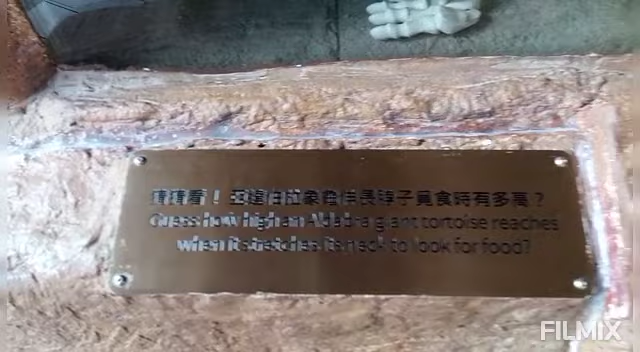 猜猜看！亞達伯拉象龜伸長脖子覓食時有多高？
Guess how high an Aldabra giant tortoise reaches
when it stretches its neck to look for food?
FILMIX